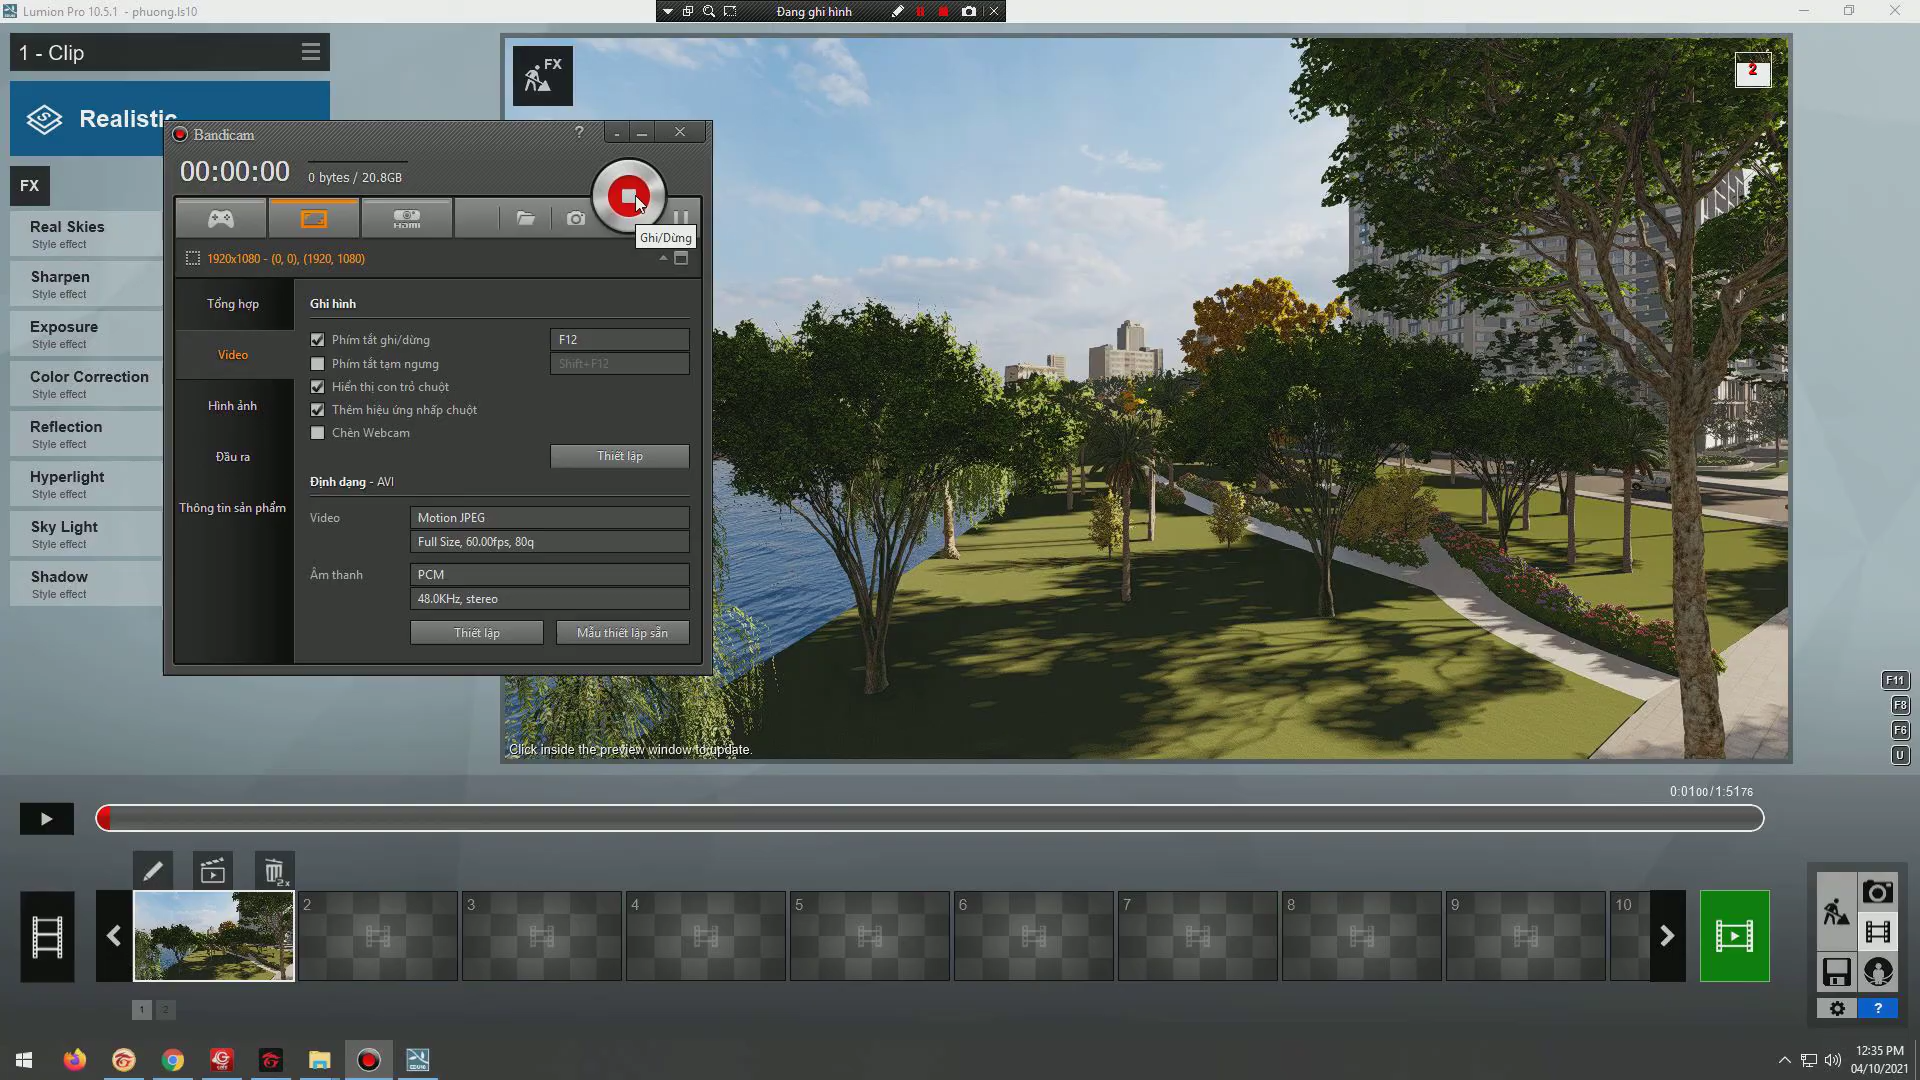 Lumion Pro 10.5.1 - phuong.ls10
Đang ghi hình
1 - Clip
Realistic
FX
Real Skies
Style effect
Sharpen
Style effect
Exposure
Style effect
Color Correction
Style effect
Reflection
Style effect
Hyperlight
Style effect
Sky Light
Style effect
Shadow
Style effect
Bandicam
?
00:00:00
0 bytes / 20.8GB
HDMI
Ghi/Dừng
1920x1080 - (0, 0), (1920, 1080)
Tổng hợp
Video
Hình ảnh
Đầu ra
Thông tin sản phẩm
Ghi hình
Phím tắt ghi/dừng
F12
Phím tắt tạm ngưng
Shift+F12
Hiển thị con trỏ chuột
Thêm hiệu ứng nhấp chuột
Chèn Webcam
Thiết lập
Định dạng - AVI
Video
Motion JPEG
Full Size, 60.00fps, 80q
Âm thanh
PCM
48.0KHz, stereo
Thiết lập
Mẫu thiết lập sẵn
FX
2
Click inside the preview window to update.
F11
F8
F6
U
0:0100/1:5176
2x
2
3
4
5
6
7
8
9
10
1
2
?
12:35 PM
04/10/2021